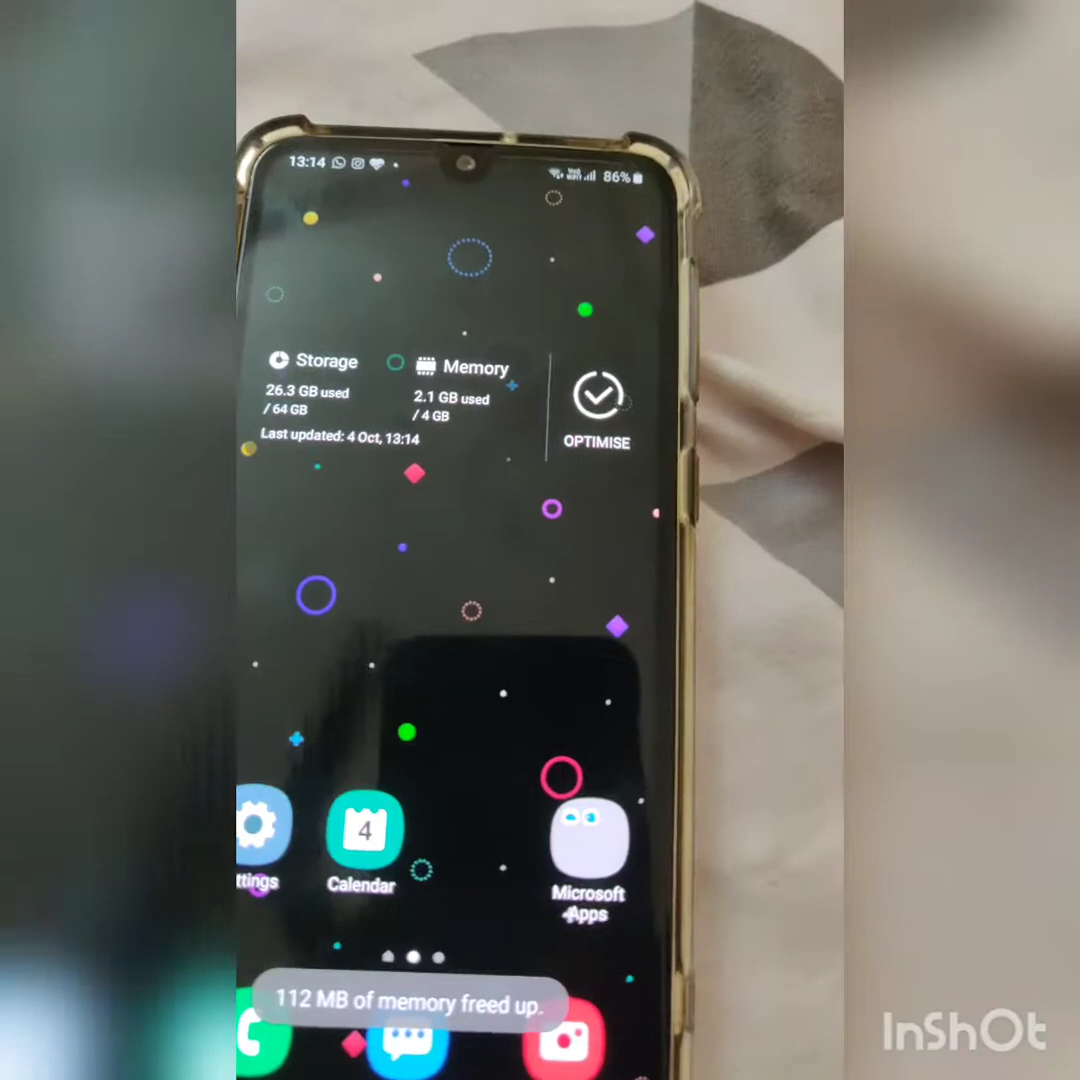 13:14
86%
Storage
26.3 GB used
/ 64 GB
Memory
2.1 GB used
/ 4 GB
Last updated: 4 Oct, 13:14
OPTIMISE
ttings
4
Calendar
Microsoft
Apps
112 MB of memory freed up.
InShOt